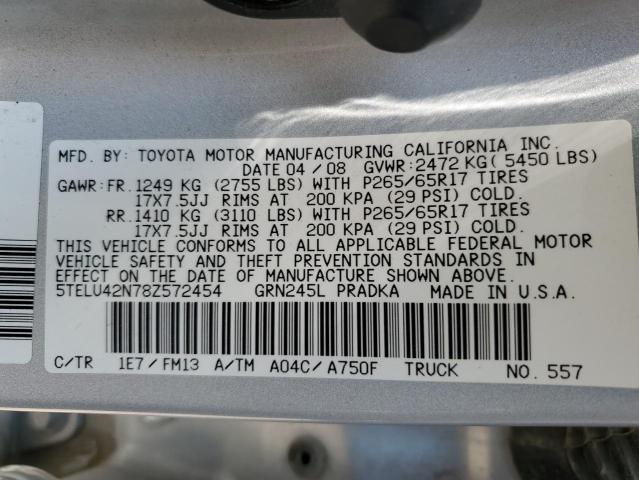 MFD. BY: TOYOTA MOTOR MANUFACTURING CALIFORNIA INC.
DATE 04 / 08 GVWR: 2472 KG( 5450 LBS)
GAWR: FR. 1249 KG (2755 LBS) WITH P265/65R17 TIRES
17X7.5JJ RIMS AT 200 KPA (29 PSI) COLD.
RR. 1410 KG (3110 LBS) WITH P265/65R17 TIRES
17X7.5JJ RIMS AT 200 KPA (29 PSI) COLD.
THIS VEHICLE CONFORMS TO ALL APPLICABLE FEDERAL MOTOR
VEHICLE SAFETY AND THEFT PREVENTION STANDARDS IN
EFFECT ON THE DATE OF MANUFACTURE SHOWN ABOVE.
5TELU42N78Z572454 GRN245L PRADKA MADE IN U.S.A.
C/TR 1E7 / FM13 A/TM A04C / A750F TRUCK NO. 557